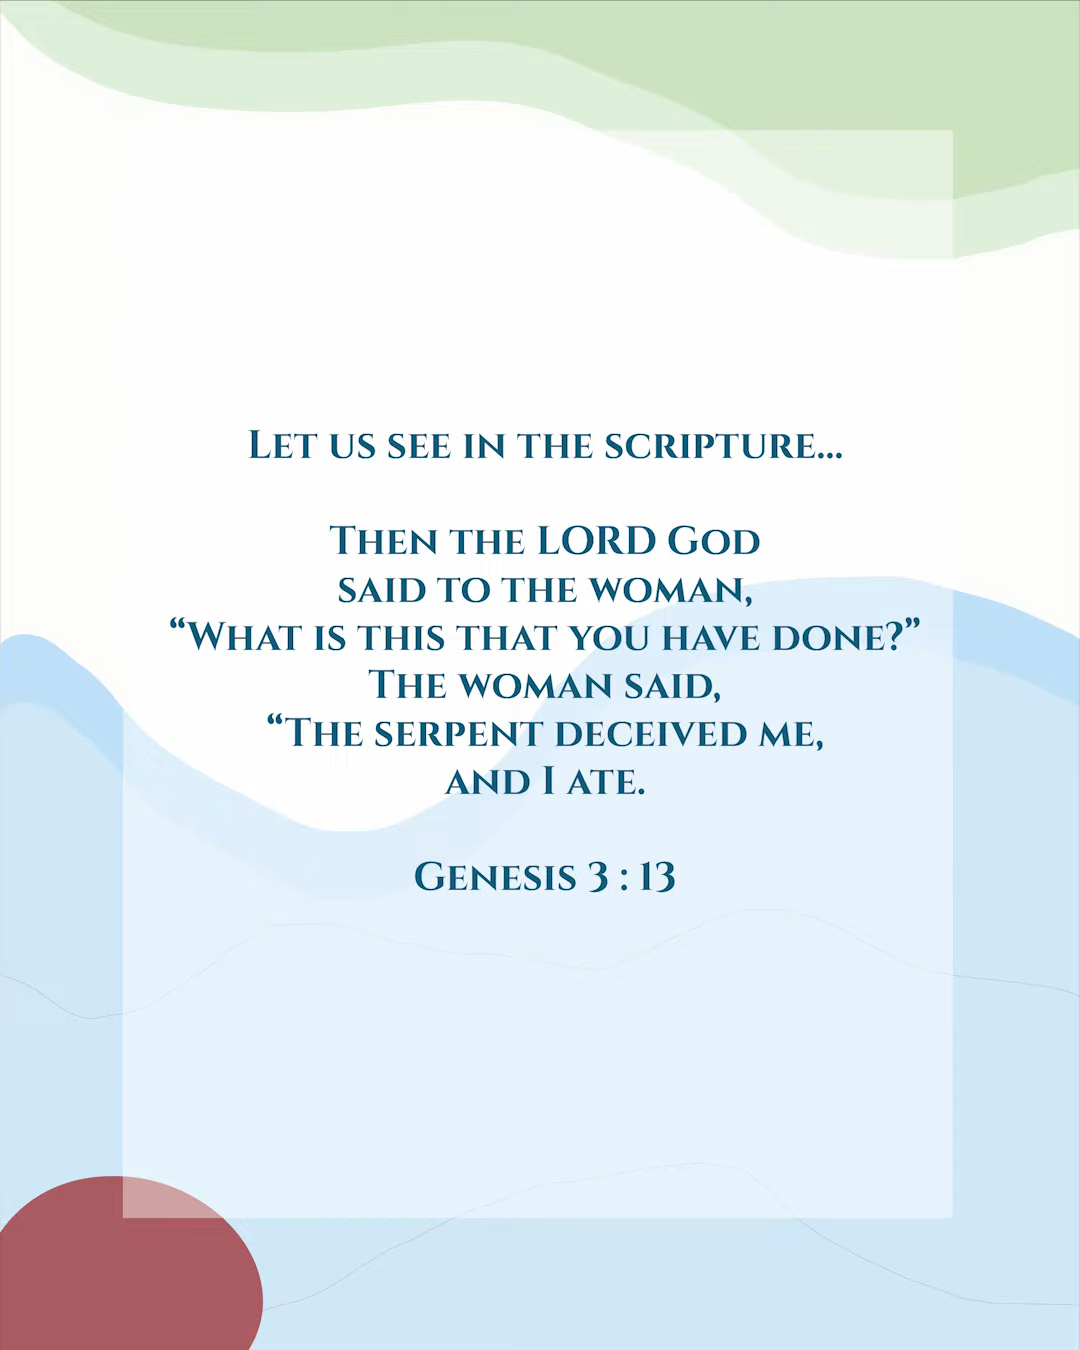 Let us see in the scripture...
Then the LORD God
said to the woman,
“What is this that you have done?”
The woman said,
“The serpent deceived me,
and I ate.
Genesis 3 : 13